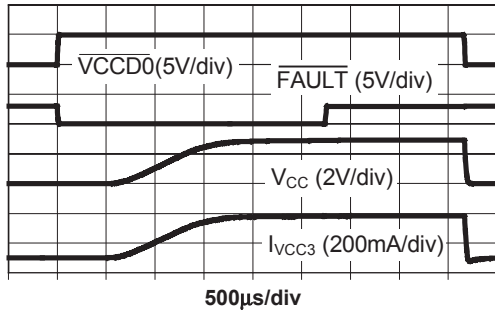 VCCD0(5V/div) FAULT (5V/div)
VCC (2V/div)
IVCC3 (200mA/div)
500µs/div